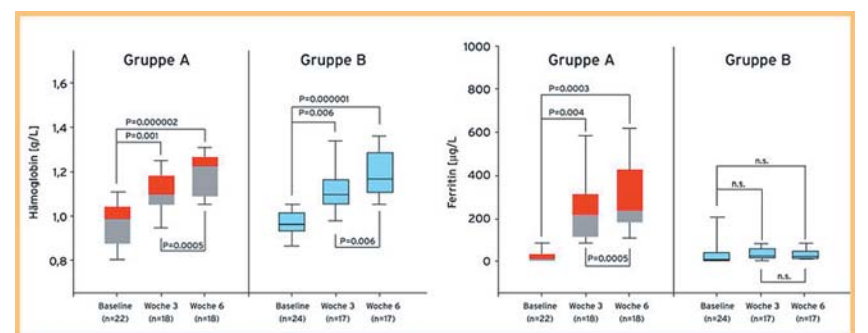 Gruppe A
Gruppe B
Hämoglobin [g/L]
1,6
1,4
1,2
1,0
0,8
P=0.000002
P=0.001
P=0.0005
P=0.000001
P=0.006
P=0.006
Baseline Woche 3 Woche 6
(n=22) (n=18) (n=18)
Baseline Woche 3 Woche 6
(n=24) (n=17) (n=17)
Gruppe A
Gruppe B
Ferritin [µg/L
1000
800
600
400
200
0
P=0.0003
P=0.004
P=0.0005
n.s.
n.s.
n.s.
Baseline Woche 3 Woche 6
(n=22) (n=18) (n=18)
Baseline Woche 3 Woche 6
(n=24) (n=17) (n=17)